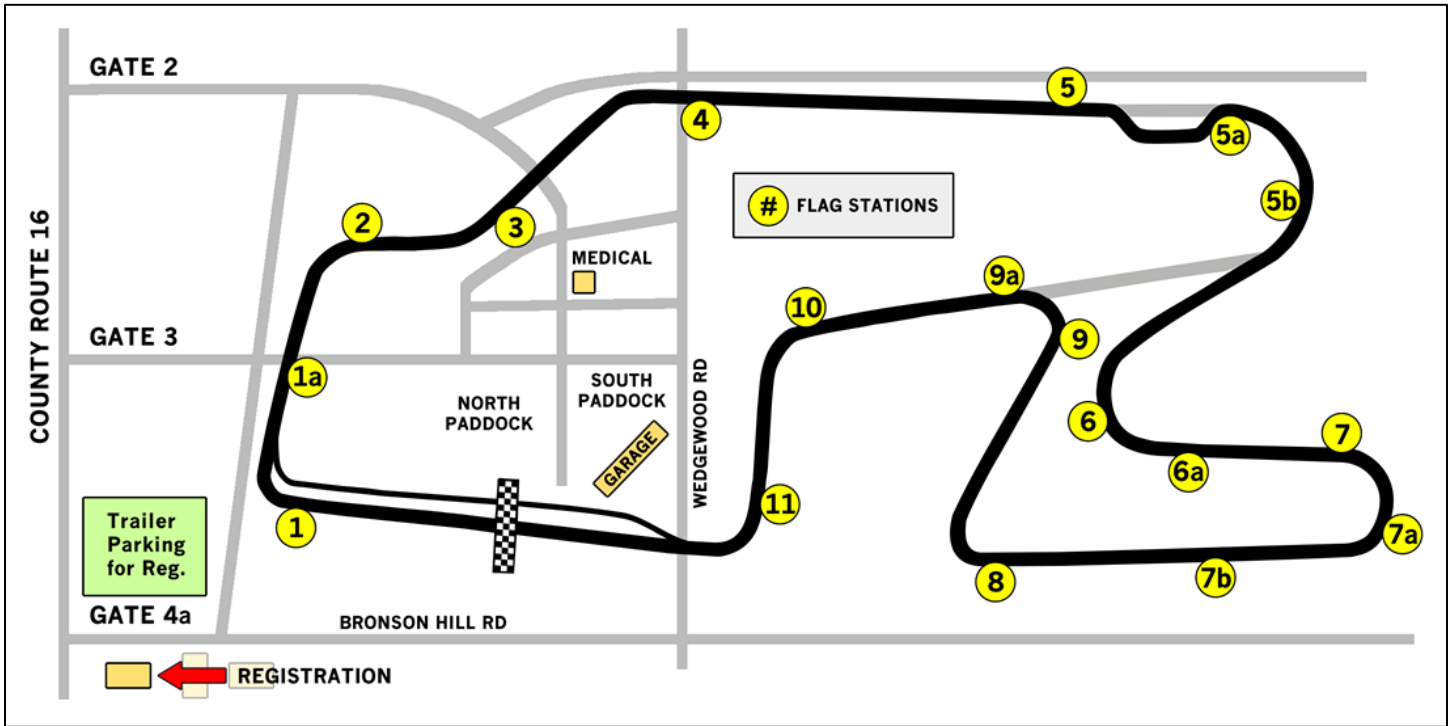 GATE 2
5
4
5a
COUNTY ROUTE 16
2
3
# FLAG STATIONS
5b
MEDICAL
9a
10
GATE 3
9
1a
SOUTH
PADDOCK
NORTH
PADDOCK
WEDGEWOOD RD
GARAGE
6
7
6a
11
1
7a
Trailer
Parking
for Reg.
8
7b
GATE 4a
BRONSON HILL RD
REGISTRATION